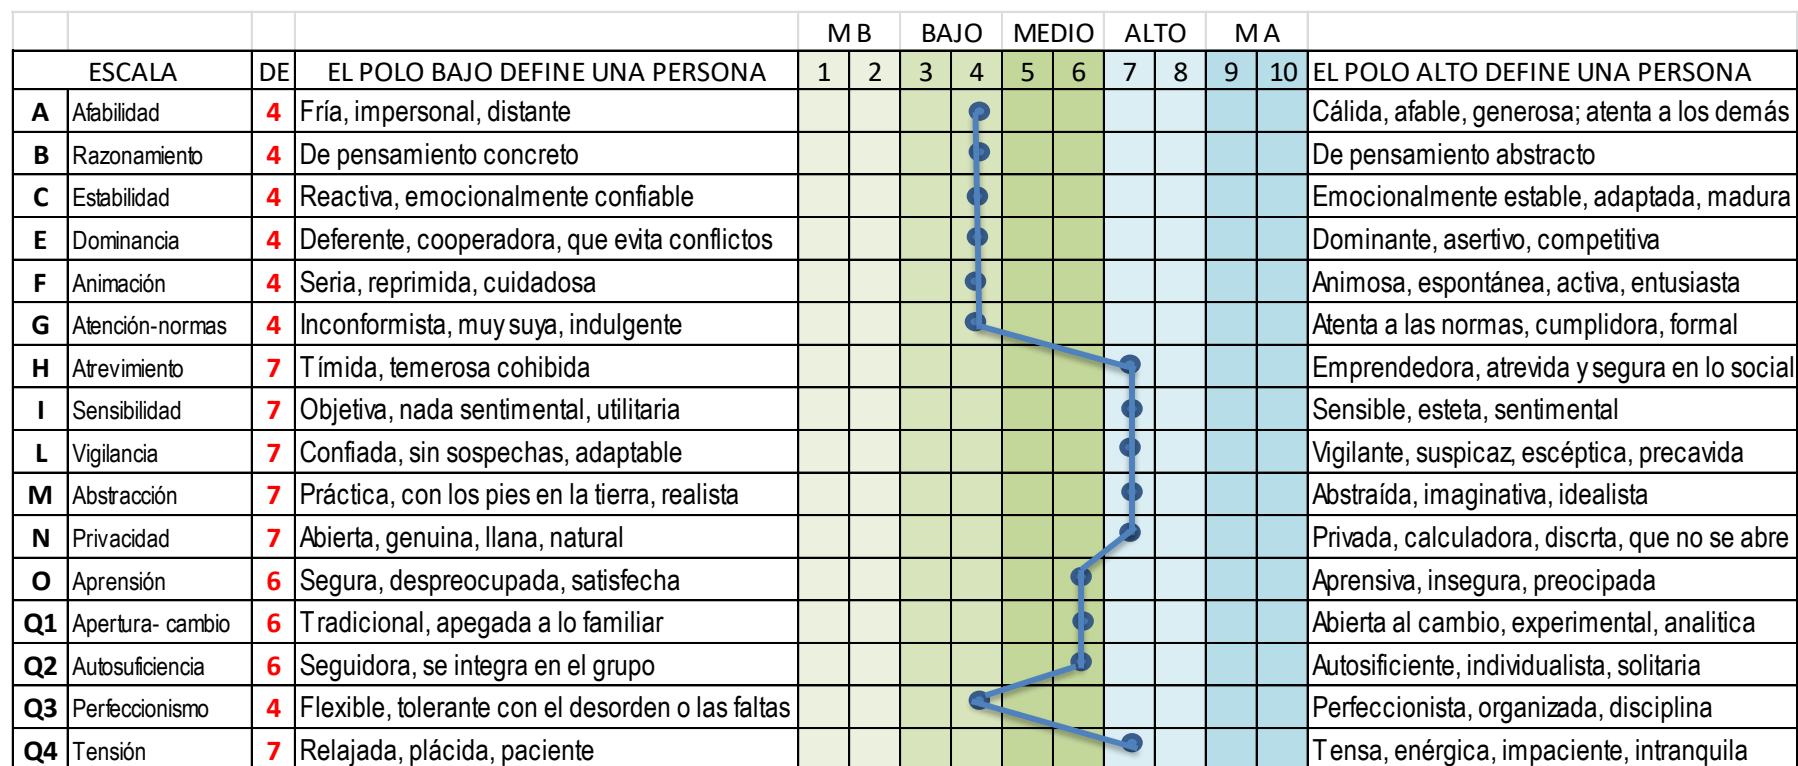 M B BAJO MEDIO ALTO M A
ESCALA DE EL POLO BAJO DEFINE UNA PERSONA 1 2 3 4 5 6 7 8 9 10 EL POLO ALTO DEFINE UNA PERSONA
A Afabilidad 4 Fría, impersonal, distante Cálida, afable, generosa; atenta a los demás
B Razonamiento 4 De pensamiento concreto De pensamiento abstracto
C Estabilidad 4 Reactiva, emocionalmente confiable Emocionalmente estable, adaptada, madura
E Dominancia 4 Deferente, cooperadora, que evita conflictos Dominante, asertivo, competitiva
F Animación 4 Seria, reprimida, cuidadosa Animosa, espontánea, activa, entusiasta
G Atención-normas 4 Inconformista, muy suya, indulgente Atenta a las normas, cumplidora, formal
H Atrevimiento 7 Tímida, temerosa cohibida Emprendedora, atrevida y segura en lo social
I Sensibilidad 7 Objetiva, nada sentimental, utilitaria Sensible, esteta, sentimental
L Vigilancia 7 Confiada, sin sospechas, adaptable Vigilante, suspicaz, escéptica, precavida
M Abstracción 7 Práctica, con los pies en la tierra, realista Abstraída, imaginativa, idealista
N Privacidad 7 Abierta, genuina, llana, natural Privada, calculadora, discrta, que no se abre
O Aprensión 6 Segura, despreocupada, satisfecha Aprensiva, insegura, preocipada
Q1 Apertura- cambio 6 Tradicional, apegada a lo familiar Abierta al cambio, experimental, analitica
Q2 Autosuficiencia 6 Seguidora, se integra en el grupo Autosificiente, individualista, solitaria
Q3 Perfeccionismo 4 Flexible, tolerante con el desorden o las faltas Perfeccionista, organizada, disciplina
Q4 Tensión 7 Relajada, plácida, paciente Tensa, enérgica, impaciente, intranquila